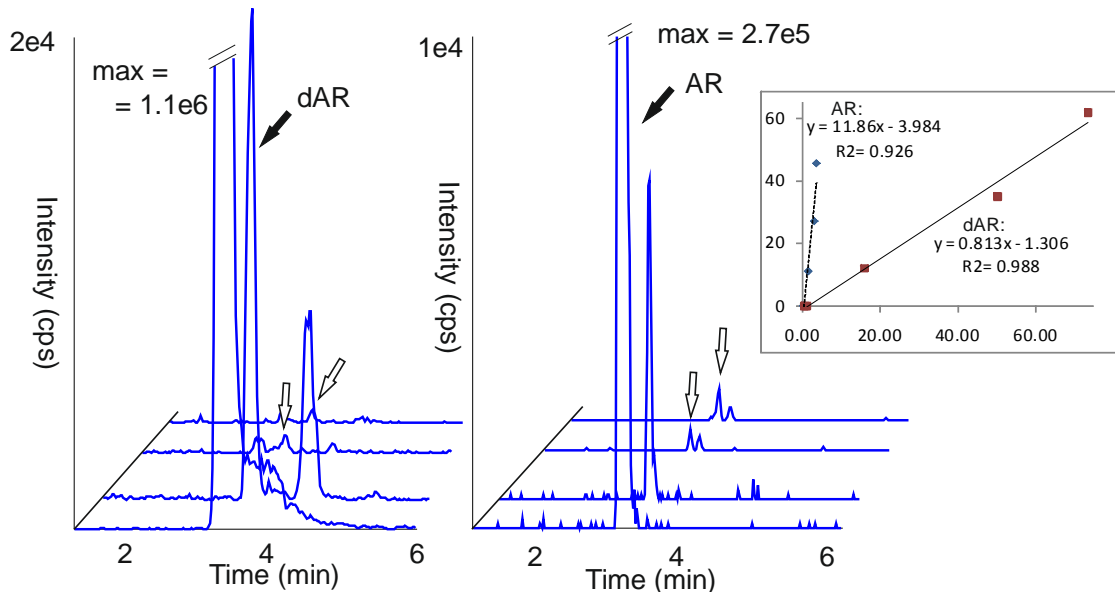 2e4
max =
= 1.1e6
dAR
Intensity (cps)
2
4
6
Time (min)
1e4
max = 2.7e5
AR
Intensity (cps)
2
4
6
Time (min)
60
40
20
0
0.00
20.00
40.00
60.00
AR:
y = 11.86x - 3.984
R2= 0.926
dAR:
y = 0.813x - 1.306
R2= 0.988